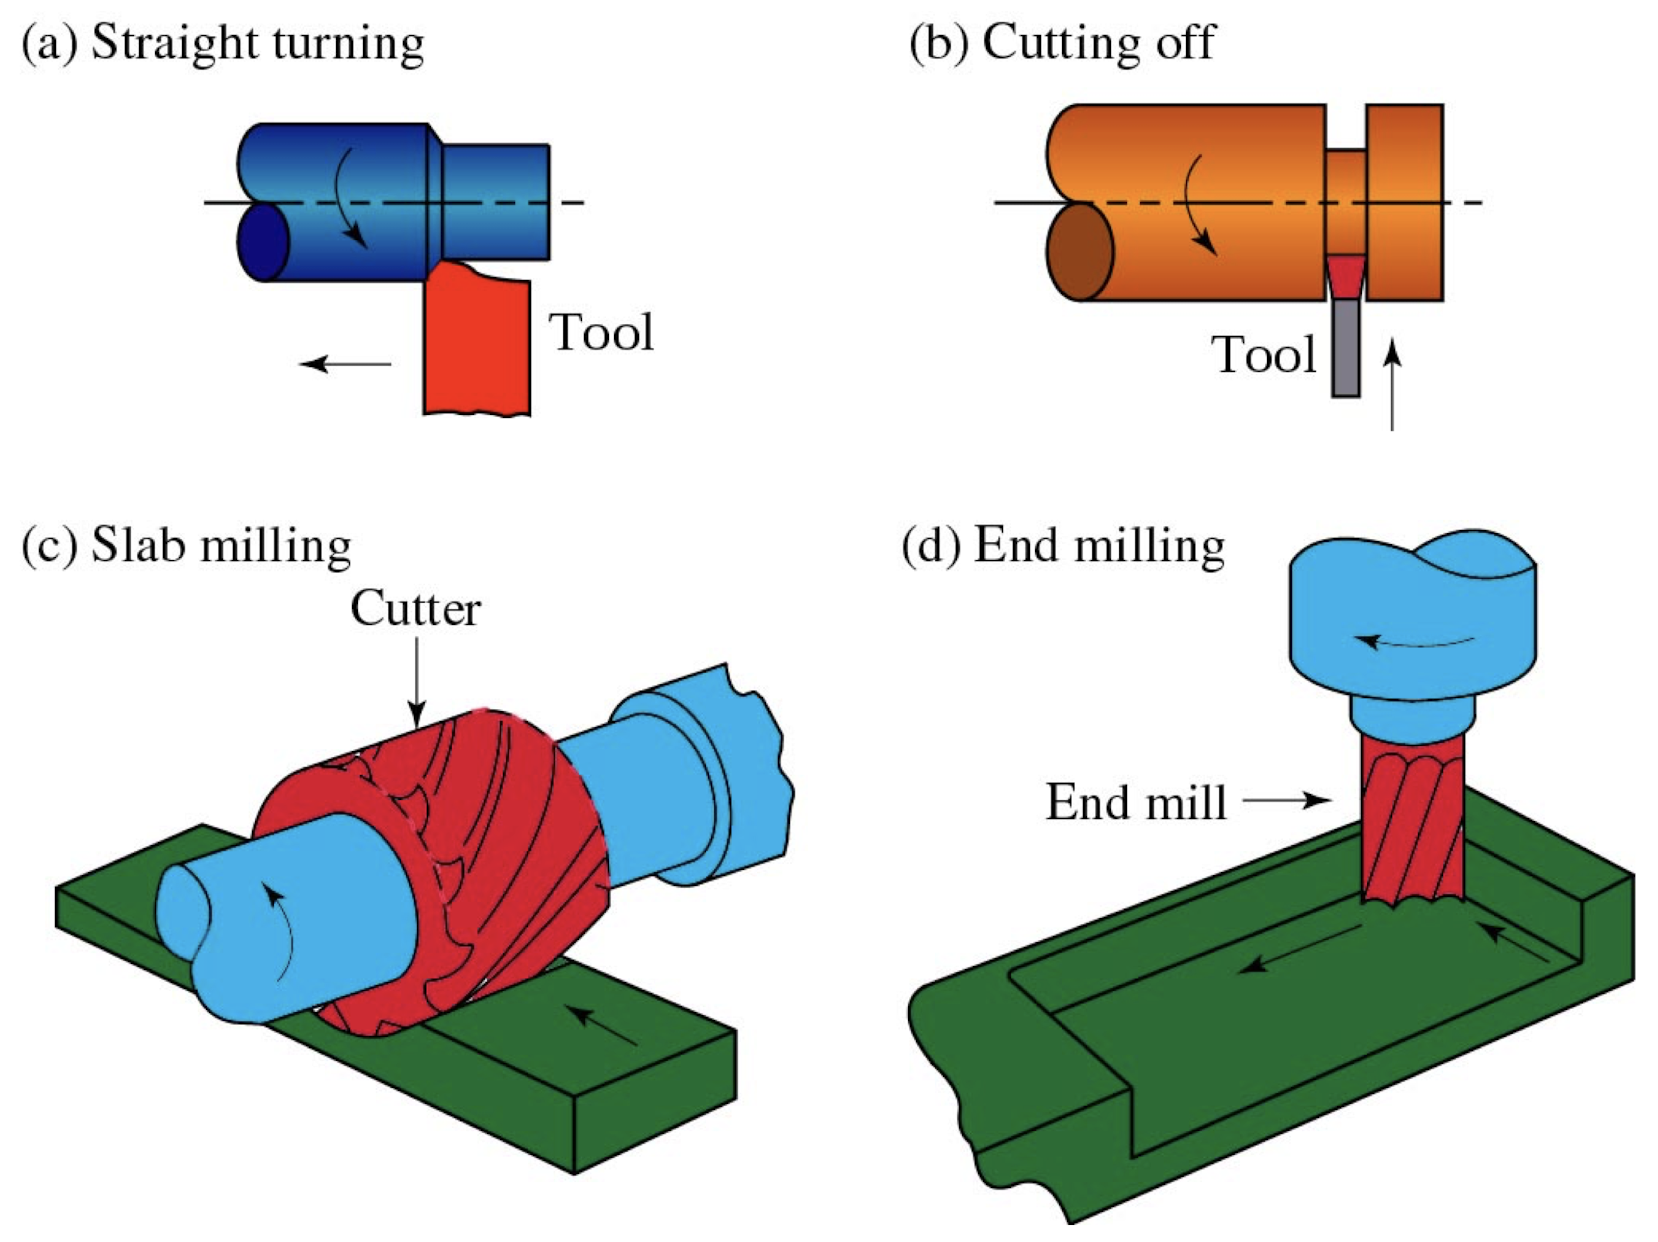 (a) Straight turning
(b) Cutting off
Tool
Tool
(c) Slab milling
Cutter
(d) End milling
End mill